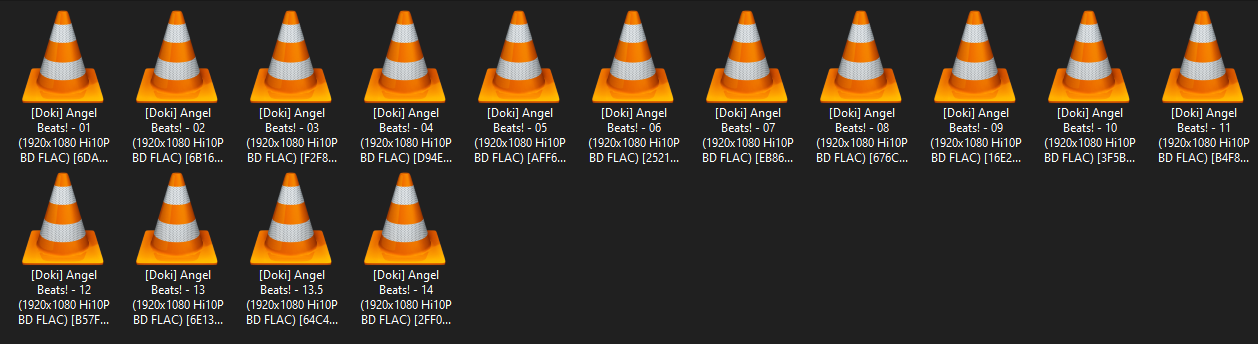 [Doki] Angel
Beats! - 01
(1920x1080 Hi10P
BD FLAC) [6DA...
[Doki] Angel
Beats! - 02
(1920x1080 Hi10P
BD FLAC) [6B16...
[Doki] Angel
Beats! - 03
(1920x1080 Hi10P
BD FLAC) [F2F8...
[Doki] Angel
Beats! - 04
(1920x1080 Hi10P
BD FLAC) [D94E...
[Doki] Angel
Beats! - 05
(1920x1080 Hi10P
BD FLAC) [AFF6...
[Doki] Angel
Beats! - 06
(1920x1080 Hi10P
BD FLAC) [2521...
[Doki] Angel
Beats! - 07
(1920x1080 Hi10P
BD FLAC) [EB86...
[Doki] Angel
Beats! - 08
(1920x1080 Hi10P
BD FLAC) [676C...
[Doki] Angel
Beats! - 09
(1920x1080 Hi10P
BD FLAC) [16E2...
[Doki] Angel
Beats! - 10
(1920x1080 Hi10P
BD FLAC) [3F5B...
[Doki] Angel
Beats! - 11
(1920x1080 Hi10P
BD FLAC) [B4F8...
[Doki] Angel
Beats! - 12
(1920x1080 Hi10P
BD FLAC) [B57F...
[Doki] Angel
Beats! - 13
(1920x1080 Hi10P
BD FLAC) [6E13...
[Doki] Angel
Beats! - 13.5
(1920x1080 Hi10P
BD FLAC) [64C4...
[Doki] Angel
Beats! - 14
(1920x1080 Hi10P
BD FLAC) [2FF0...